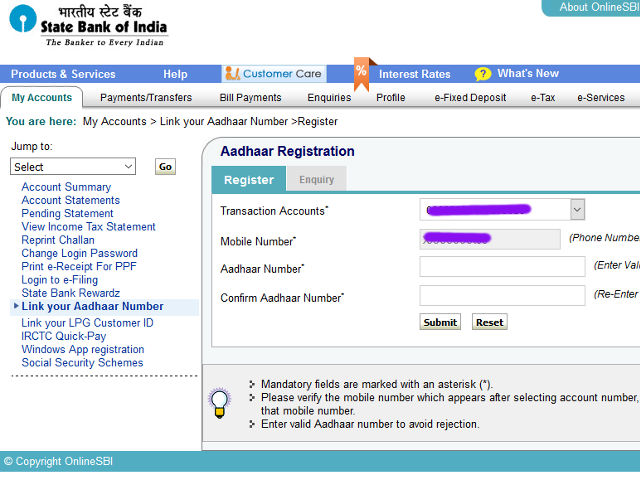 About OnlineSBI
भारतीय स्टेट बैंक
State Bank of India
The Banker to Every Indian
Products & Services Help Customer Care % Interest Rates ? What's New
My Accounts Payments/Transfers Bill Payments Enquiries Profile e-Fixed Deposit e-Tax e-Services
You are here: My Accounts > Link your Aadhaar Number >Register
Jump to:
Select Go
Account Summary
Account Statements
Pending Statement
View Income Tax Statement
Reprint Challan
Change Login Password
Print e-Receipt For PPF
Login to e-Filing
State Bank Rewardz
Link your Aadhaar Number
Link your LPG Customer ID
IRCTC Quick-Pay
Windows App registration
Social Security Schemes
Aadhaar Registration
Register Enquiry
Transaction Accounts*
Mobile Number* (Phone Number
Aadhaar Number* (Enter Vali
Confirm Aadhaar Number* (Re-Enter
Submit Reset
Mandatory fields are marked with an asterisk (*).
Please verify the mobile number which appears after selecting account number,
that mobile number.
Enter valid Aadhaar number to avoid rejection.
© Copyright OnlineSBI